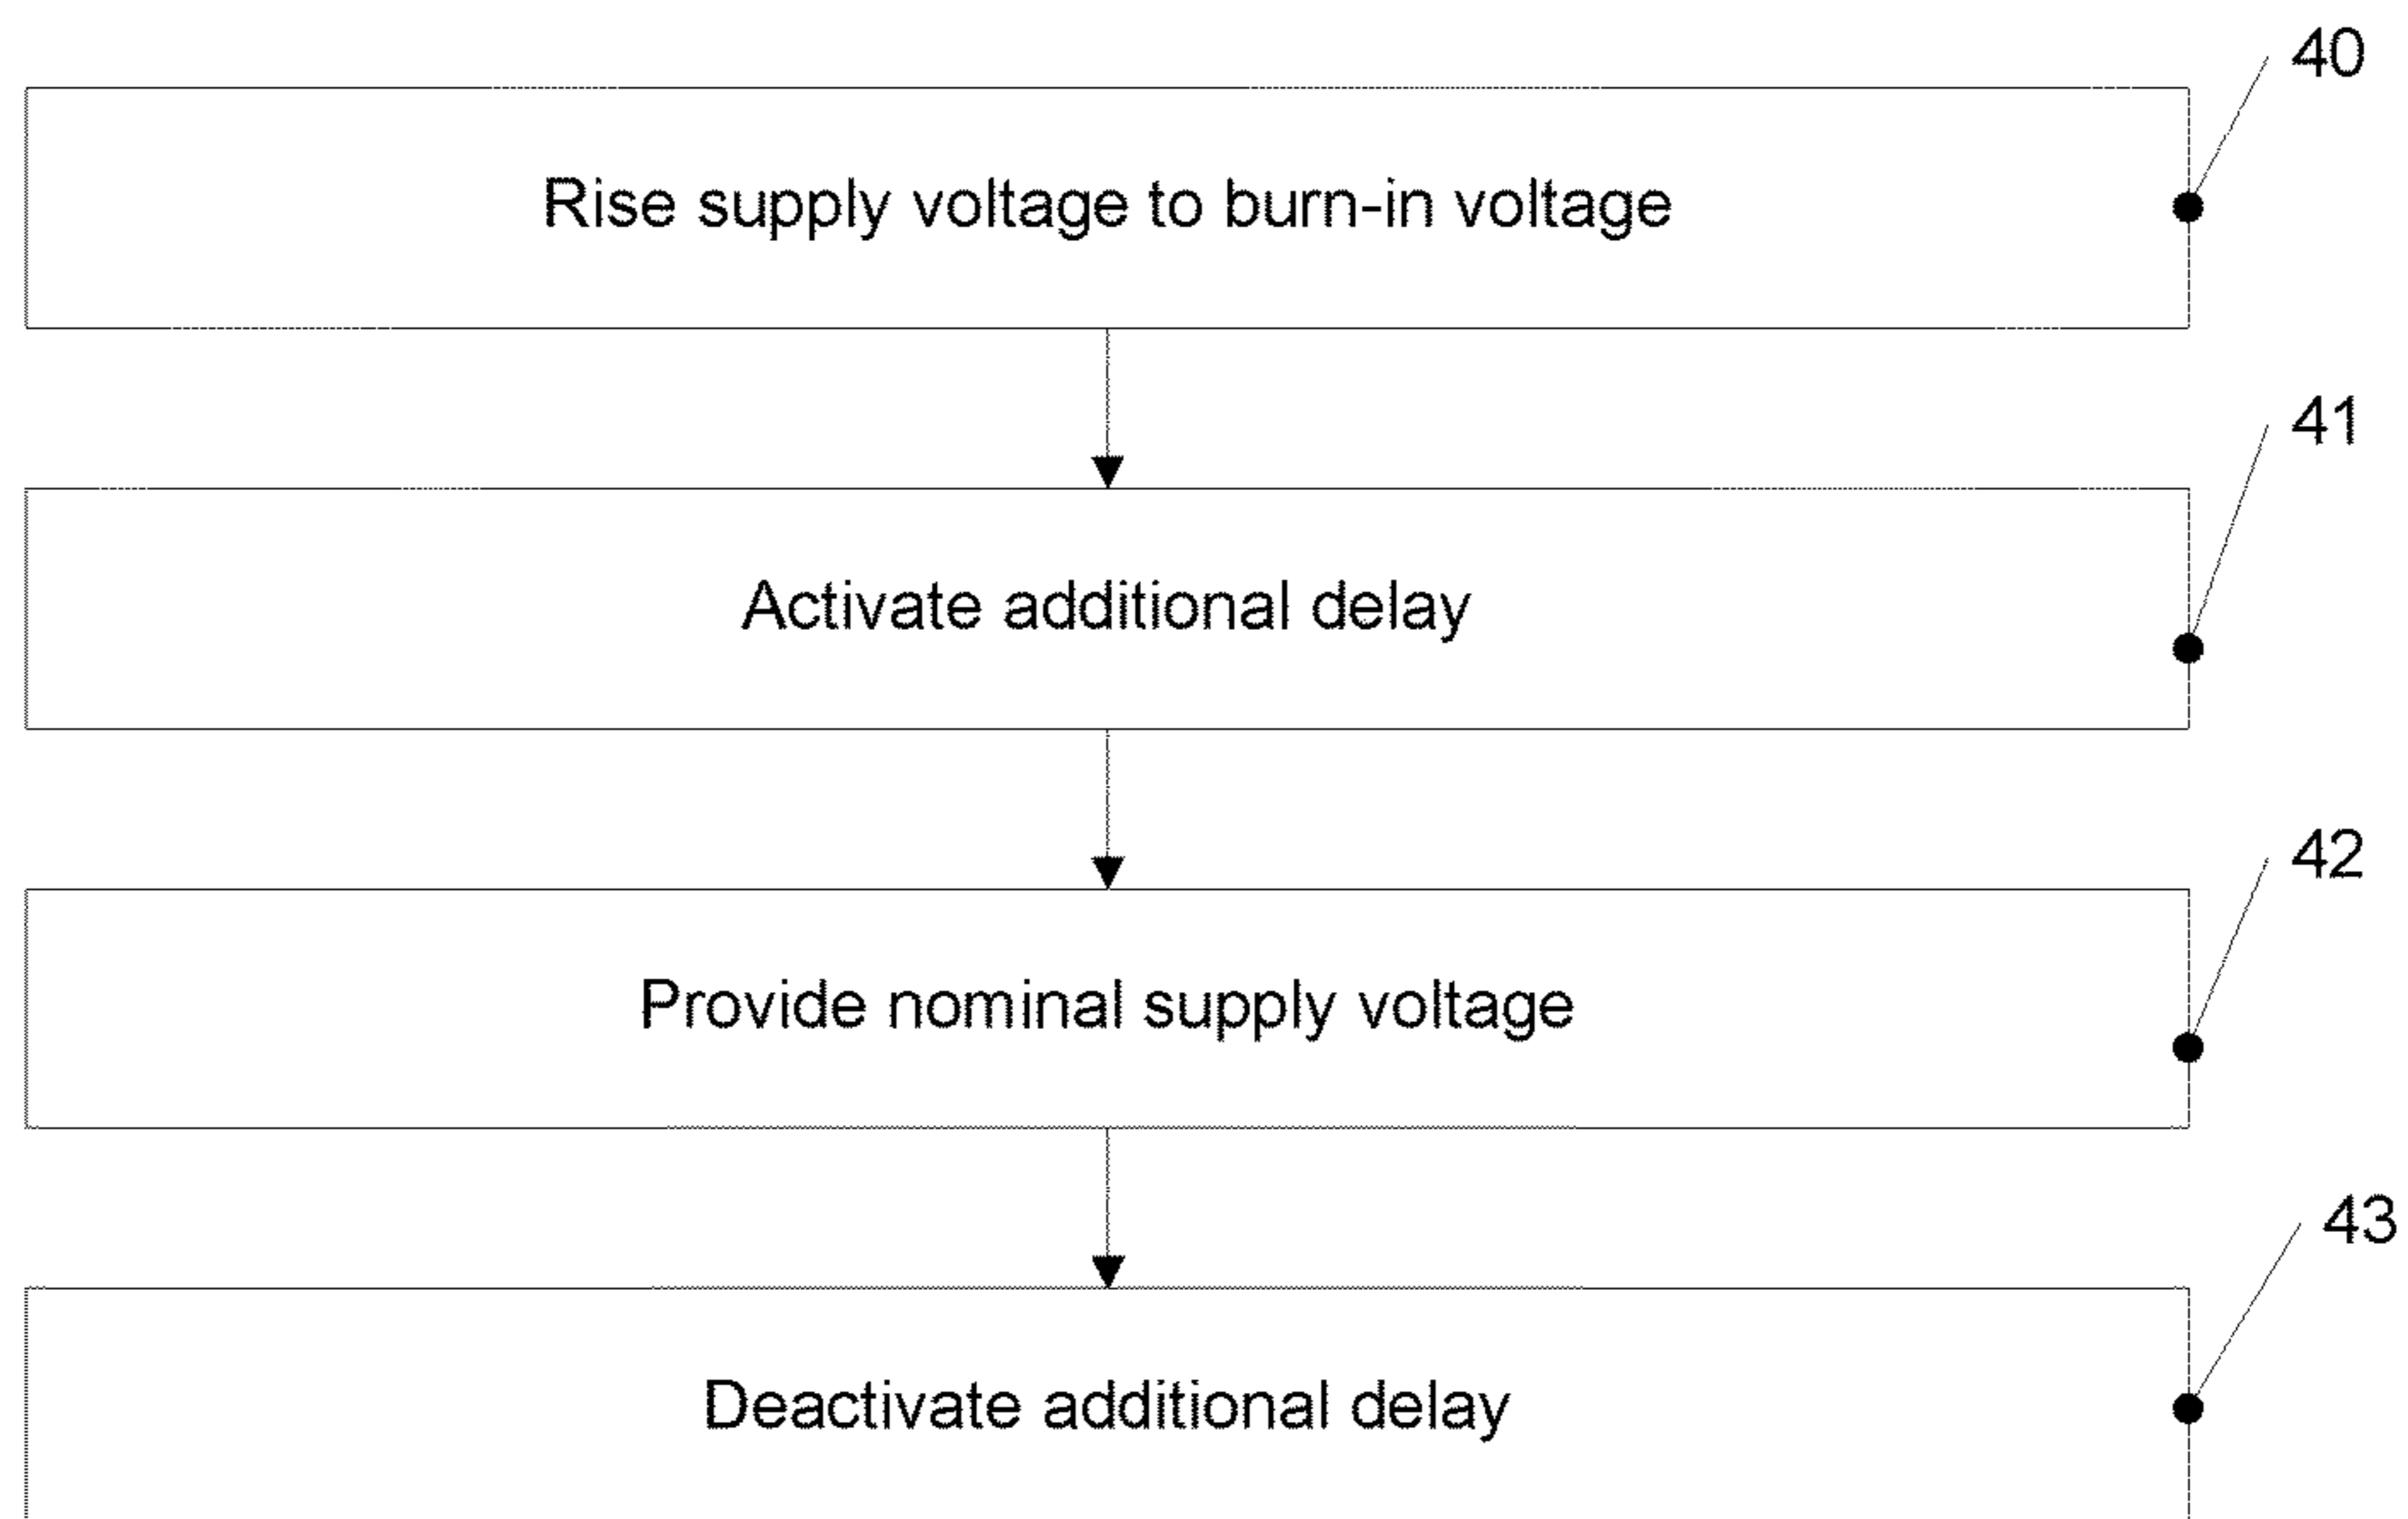 40
Rise supply voltage to burn-in voltage
41
Activate additional delay
42
Provide nominal supply voltage
43
Deactivate additional delay